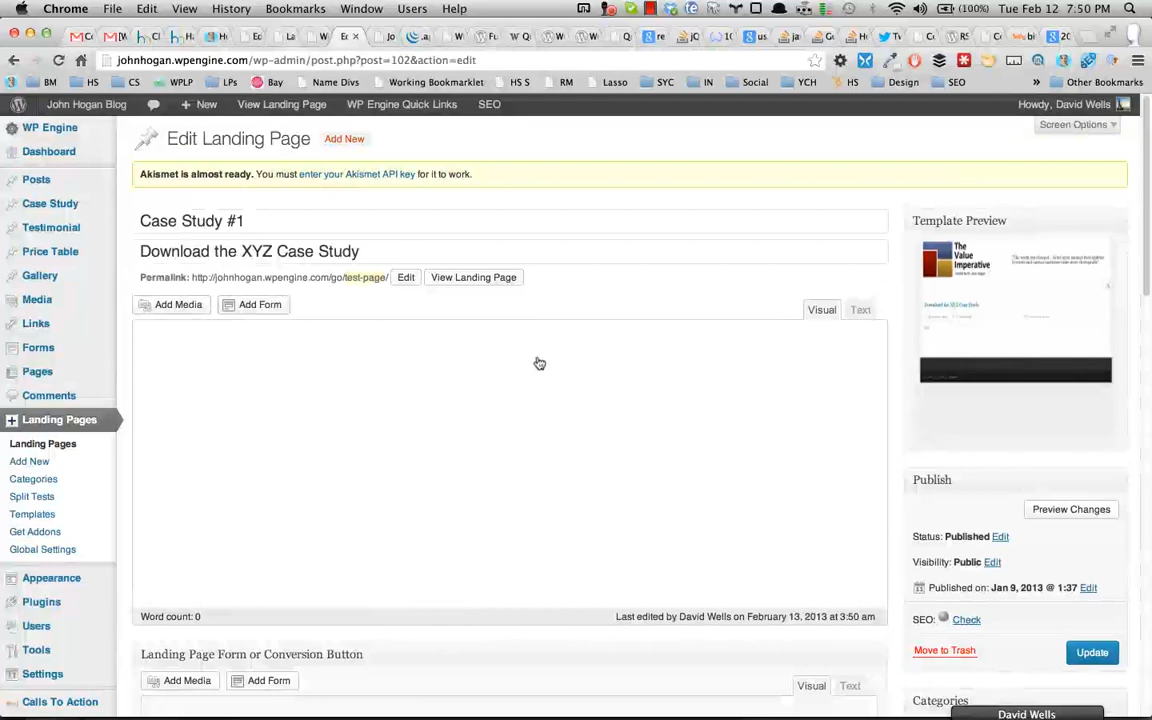 Chrome File Edit View History Bookmarks Window Users Help (100%) Tue Feb 12 7:50 PM
johnhogan.wpengine.com/wp-admin/post.php?post=102&action=edit
BM HS CS WPLP LPs Bay Name Divs Working Bookmarklet HS S RM Lasso SYC IN Social YCH HS Design SEO » Other Bookmarks
John Hogan Blog + New View Landing Page WP Engine Quick Links SEO Howdy, David Wells
Screen Options
WP Engine
Dashboard
Posts
Case Study
Testimonial
Price Table
Gallery
Media
Links
Forms
Pages
Comments
Landing Pages
Landing Pages
Add New
Categories
Split Tests
Templates
Get Addons
Global Settings
Appearance
Plugins
Users
Tools
Settings
Calls To Action
Edit Landing Page Add New
Akismet is almost ready. You must enter your Akismet API key for it to work.
Case Study #1
Download the XYZ Case Study
Permalink: http://johnhogan.wpengine.com/go/test-page/ Edit View Landing Page
Add Media Add Form
Visual Text
Word count: 0 Last edited by David Wells on February 13, 2013 at 3:50 am
Landing Page Form or Conversion Button
Add Media Add Form
Visual Text
Template Preview
The
Value
Imperative
Download the XYZ Case Study
Publish
Preview Changes
Status: Published Edit
Visibility: Public Edit
Published on: Jan 9, 2013 @ 1:37 Edit
SEO: Check
Move to Trash Update
Categories
David Wells